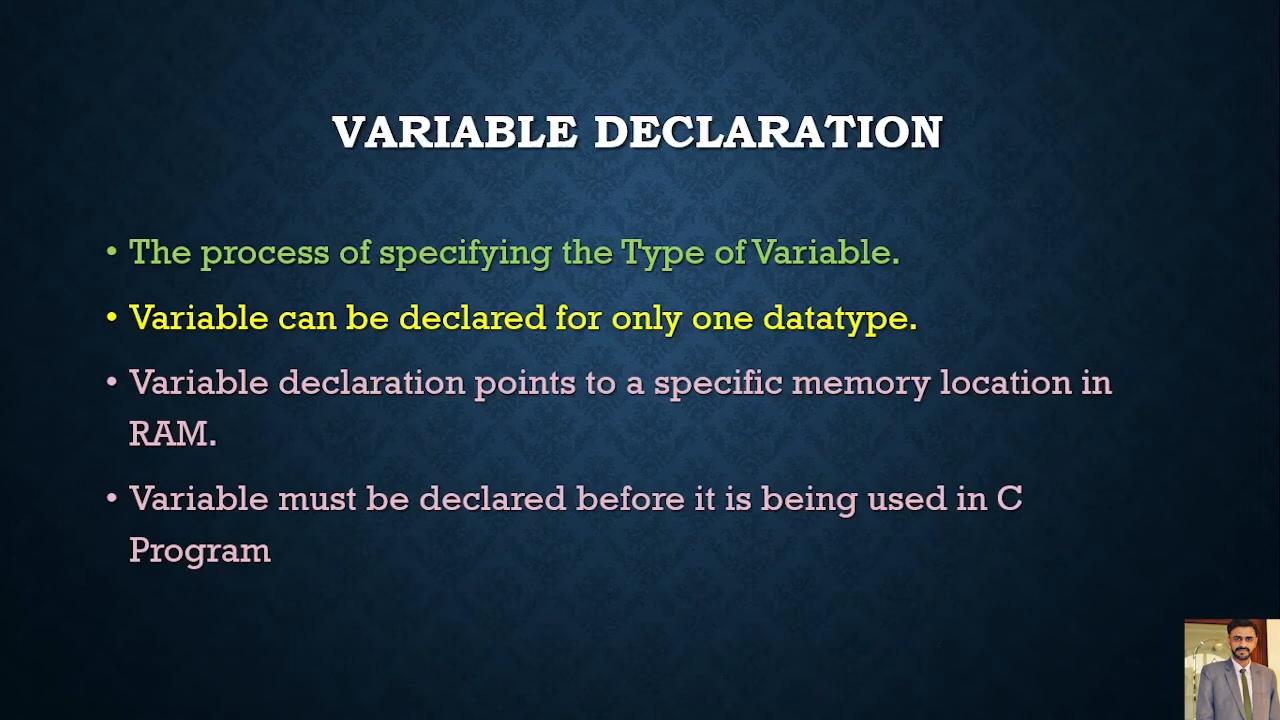 VARIABLE DECLARATION
• The process of specifying the Type of Variable.
• Variable can be declared for only one datatype.
• Variable declaration points to a specific memory location in
RAM.
• Variable must be declared before it is being used in C
Program